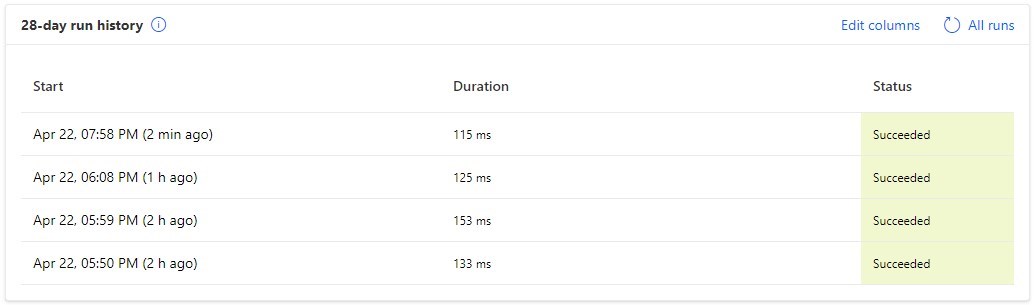 28-day run history
Edit columns All runs
Start Duration Status
Apr 22, 07:58 PM (2 min ago) 115 ms Succeeded
Apr 22, 06:08 PM (1 h ago) 125 ms Succeeded
Apr 22, 05:59 PM (2 h ago) 153 ms Succeeded
Apr 22, 05:50 PM (2 h ago) 133 ms Succeeded